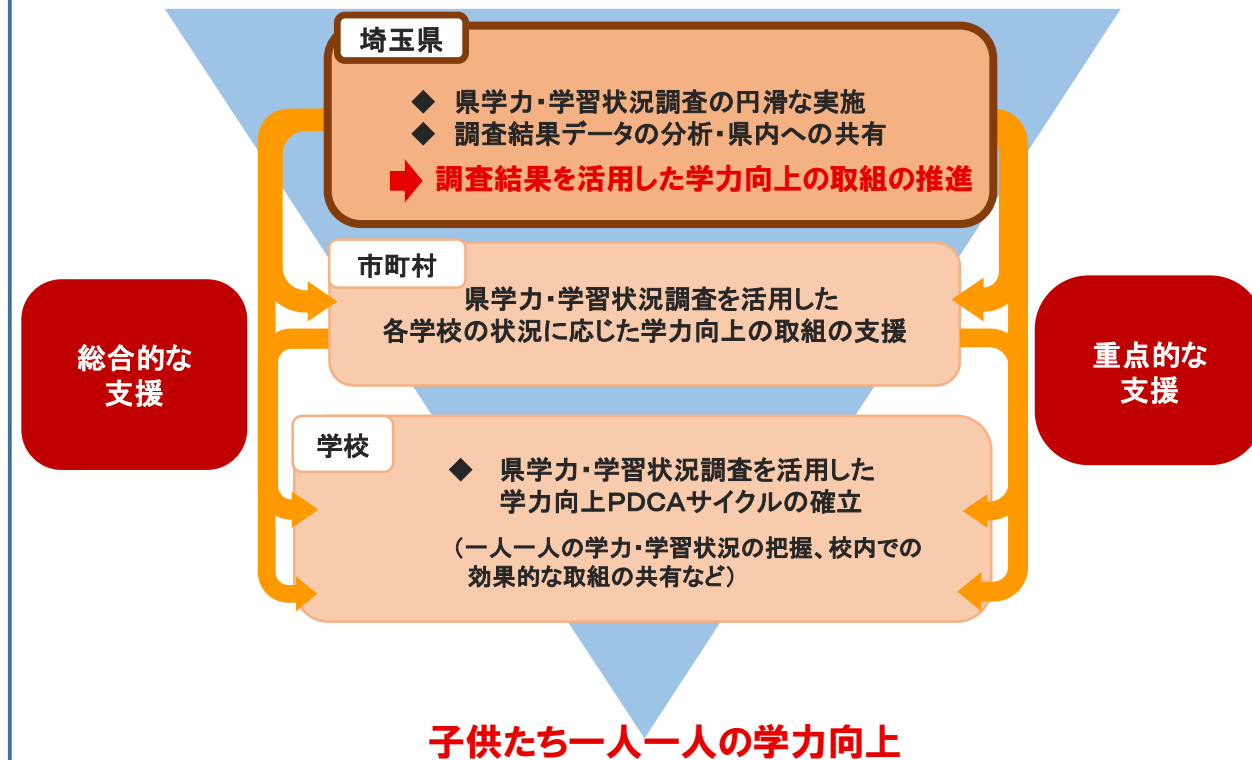 埼玉県
◆ 県学力・学習状況調査の円滑な実施
◆ 調査結果データの分析・県内への共有
調査結果を活用した学力向上の取組の推進
市町村
県学力・学習状況調査を活用した
各学校の状況に応じた学力向上の取組の支援
総合的な
支援
重点的な
支援
学校
◆ 県学力・学習状況調査を活用した
学力向上PDCAサイクルの確立
（一人一人の学力・学習状況の把握、校内での
効果的な取組の共有など）
子供たち一人一人の学力向上